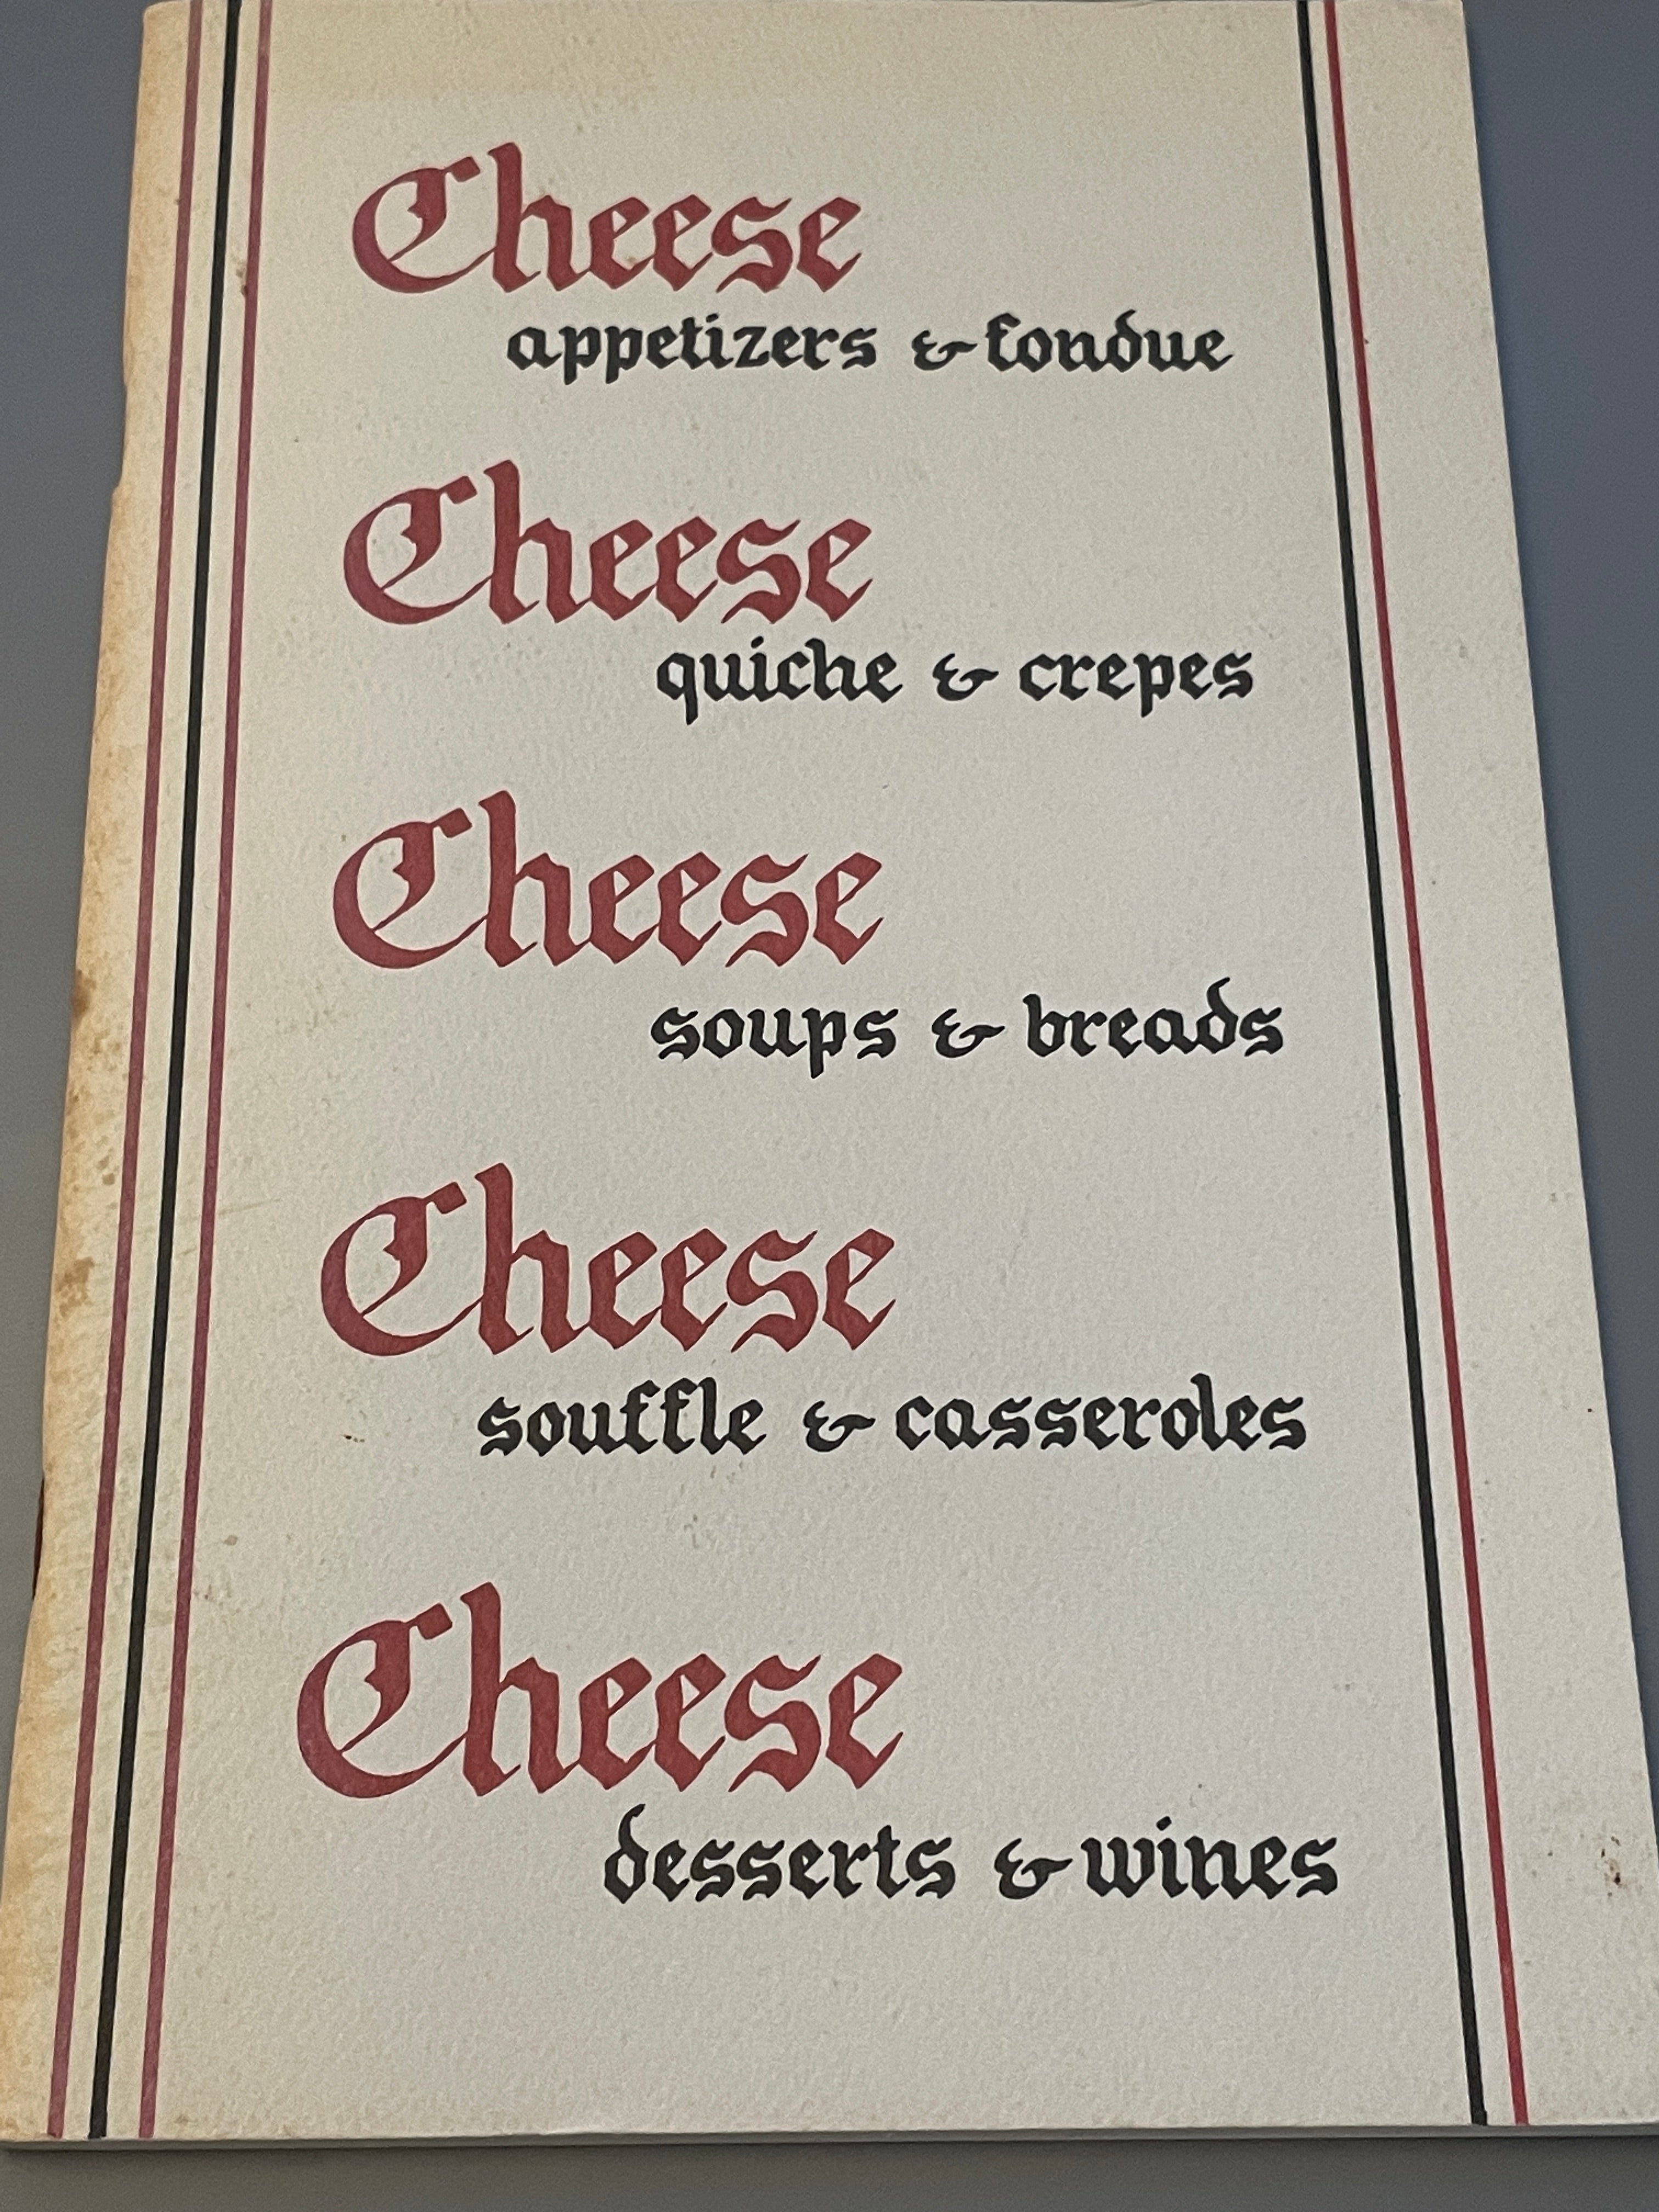 Cheese
appetizers & fondue
Cheese
quiche & crepes
Cheese
soups & breads
Cheese
souffle & casseroles
Cheese
desserts & wines